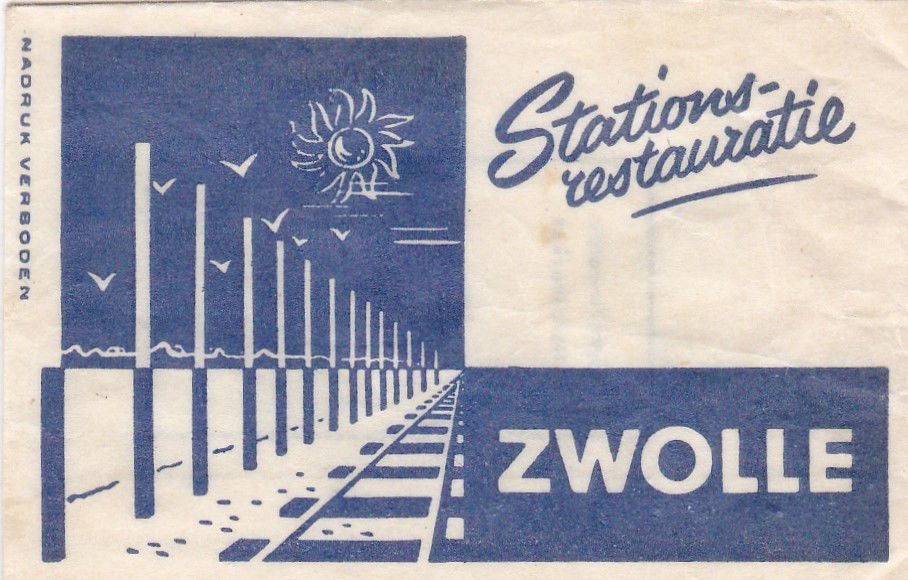 NADRUK VERBODEN
Stations-
restauratie
ZWOLLE